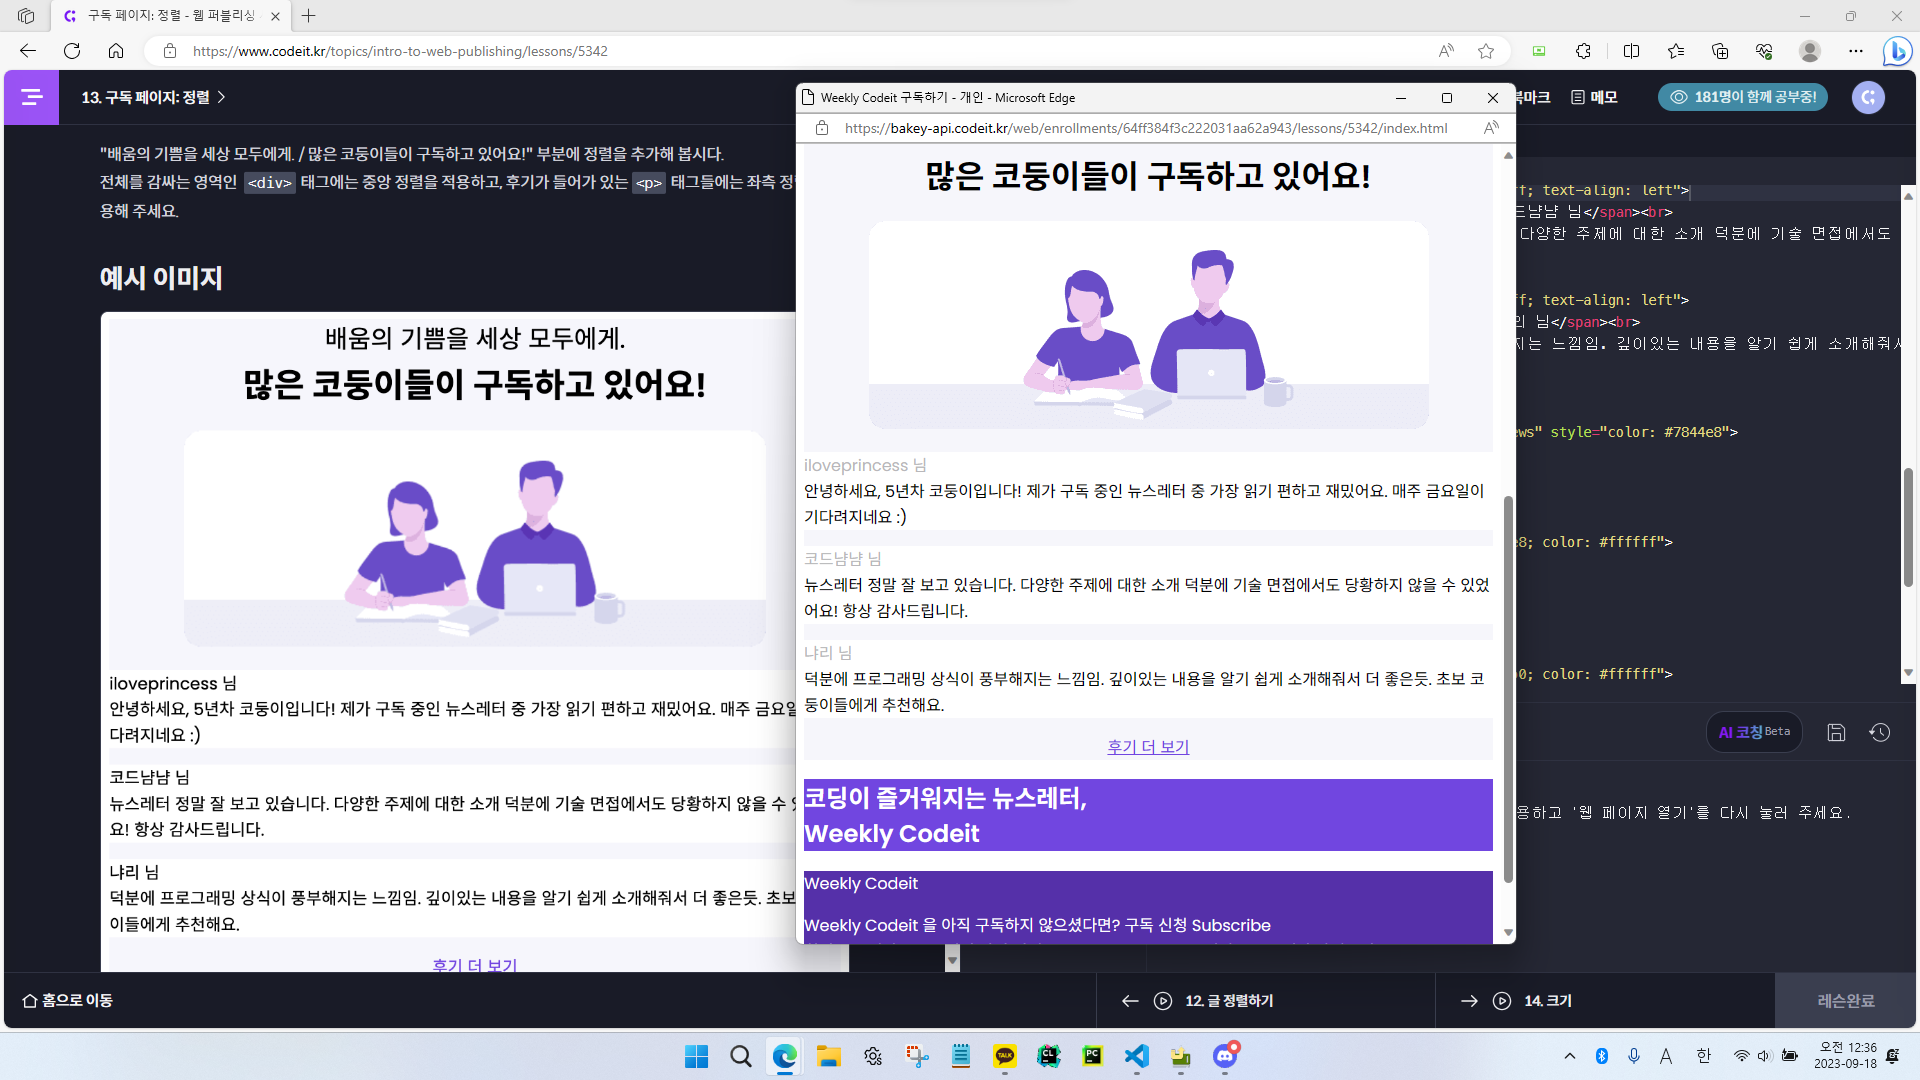 구독 페이지: 정렬 - 웹 퍼블리싱
https://www.codeit.kr/topics/intro-to-web-publishing/lessons/5342
13. 구독 페이지: 정렬
북마크
메모
181명이 함께 공부중!
"배움의 기쁨을 세상 모두에게. / 많은 코둥이들이 구독하고 있어요!" 부분에 정렬을 추가해 봅시다.
전체를 감싸는 영역인 <div> 태그에는 중앙 정렬을 적용하고, 후기가 들어가 있는 <p> 태그들에는 좌측 정
용해 주세요.
예시 이미지
배움의 기쁨을 세상 모두에게.
많은 코둥이들이 구독하고 있어요!
iloveprincess 님
안녕하세요, 5년차 코둥이입니다! 제가 구독 중인 뉴스레터 중 가장 읽기 편하고 재밌어요. 매주 금요일
다려지네요 :)
코드냠냠 님
뉴스레터 정말 잘 보고 있습니다. 다양한 주제에 대한 소개 덕분에 기술 면접에서도 당황하지 않을 수
요! 항상 감사드립니다.
냐리 님
덕분에 프로그래밍 상식이 풍부해지는 느낌임. 깊이있는 내용을 알기 쉽게 소개해줘서 더 좋은듯. 초보
이들에게 추천해요.
후기 더 보기
Weekly Codeit 구독하기 - 개인 - Microsoft Edge
https://bakey-api.codeit.kr/web/enrollments/64ff384f3c222031aa62a943/lessons/5342/index.html
많은 코둥이들이 구독하고 있어요!
iloveprincess 님
안녕하세요, 5년차 코둥이입니다! 제가 구독 중인 뉴스레터 중 가장 읽기 편하고 재밌어요. 매주 금요일이
기다려지네요 :)
코드냠냠 님
뉴스레터 정말 잘 보고 있습니다. 다양한 주제에 대한 소개 덕분에 기술 면접에서도 당황하지 않을 수 있었
어요! 항상 감사드립니다.
냐리 님
덕분에 프로그래밍 상식이 풍부해지는 느낌임. 깊이있는 내용을 알기 쉽게 소개해줘서 더 좋은듯. 초보 코
둥이들에게 추천해요.
후기 더 보기
코딩이 즐거워지는 뉴스레터,
Weekly Codeit
Weekly Codeit
Weekly Codeit 을 아직 구독하지 않으셨다면? 구독 신청 Subscribe
ff; text-align: left">
드냠냠 님</span><br>
다양한 주제에 대한 소개 덕분에 기술 면접에서도
ff; text-align: left">
리 님</span><br>
지는 느낌임. 깊이있는 내용을 알기 쉽게 소개해줘서
ews" style="color: #7844e8">
e8; color: #ffffff">
0; color: #ffffff">
AI 코칭 Beta
용하고 '웹 페이지 열기'를 다시 눌러 주세요.
홈으로 이동
12. 글 정렬하기
14. 크기
레슨완료
TALK
CL
PC
A
한
오전 12:36
2023-09-18